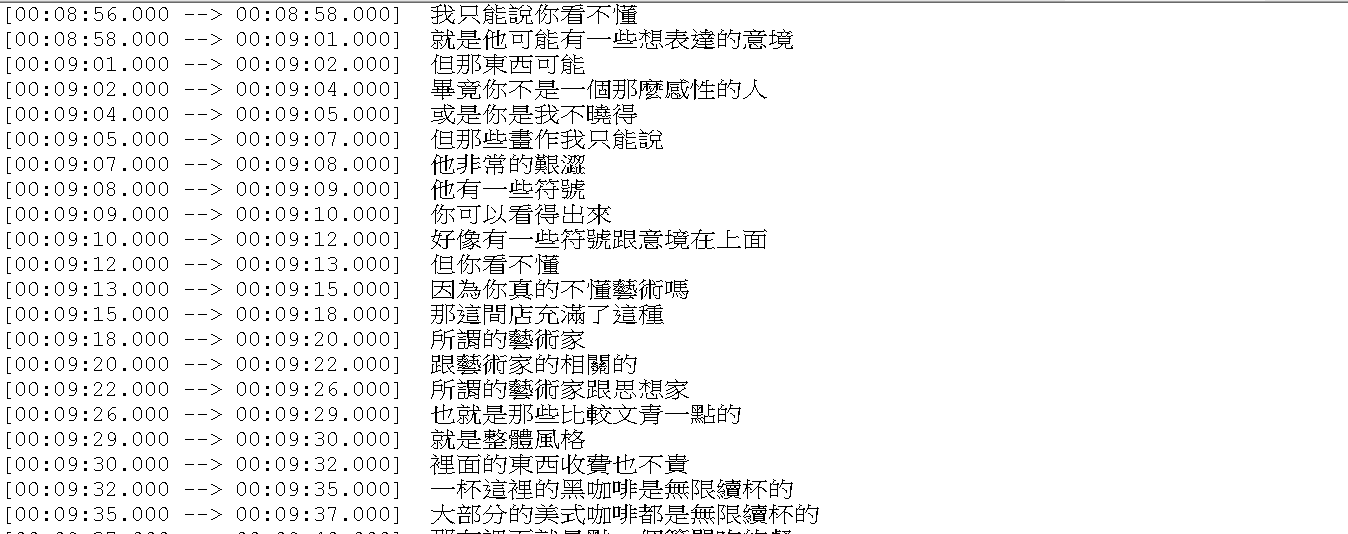 [00:08:56.000 --> 00:08:58.000] 我只能說你看不懂
[00:08:58.000 --> 00:09:01.000] 就是他可能有一些想表達的意境
[00:09:01.000 --> 00:09:02.000] 但那東西可能
[00:09:02.000 --> 00:09:04.000] 畢竟你不是一個那麼感性的人
[00:09:04.000 --> 00:09:05.000] 或是你是我不曉得
[00:09:05.000 --> 00:09:07.000] 但那些畫作我只能說
[00:09:07.000 --> 00:09:08.000] 他非常的艱澀
[00:09:08.000 --> 00:09:09.000] 他有一些符號
[00:09:09.000 --> 00:09:10.000] 你可以看得出來
[00:09:10.000 --> 00:09:12.000] 好像有一些符號跟意境在上面
[00:09:12.000 --> 00:09:13.000] 但你看不懂
[00:09:13.000 --> 00:09:15.000] 因為你真的不懂藝術嗎
[00:09:15.000 --> 00:09:18.000] 那這間店充滿了這種
[00:09:18.000 --> 00:09:20.000] 所謂的藝術家
[00:09:20.000 --> 00:09:22.000] 跟藝術家的相關的
[00:09:22.000 --> 00:09:26.000] 所謂的藝術家跟思想家
[00:09:26.000 --> 00:09:29.000] 也就是那些比較文青一點的
[00:09:29.000 --> 00:09:30.000] 就是整體風格
[00:09:30.000 --> 00:09:32.000] 裡面的東西收費也不貴
[00:09:32.000 --> 00:09:35.000] 一杯這裡的黑咖啡是無限續杯的
[00:09:35.000 --> 00:09:37.000] 大部分的美式咖啡都是無限續杯的